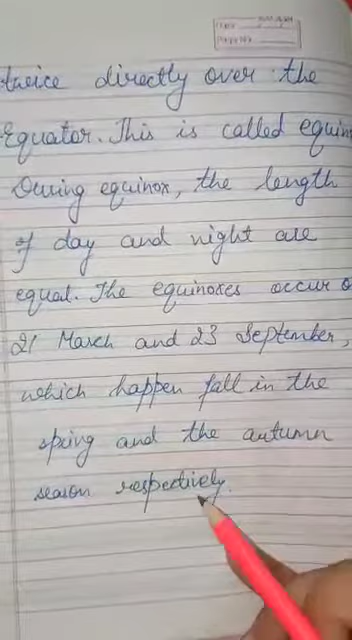 twice directly over the
Equator. This is called equin
During equinox, the length
of day and night are
equal. The equinoxes occur o
21 March and 23 September,
which happen fall in the
spring and the autumn
season respectively.